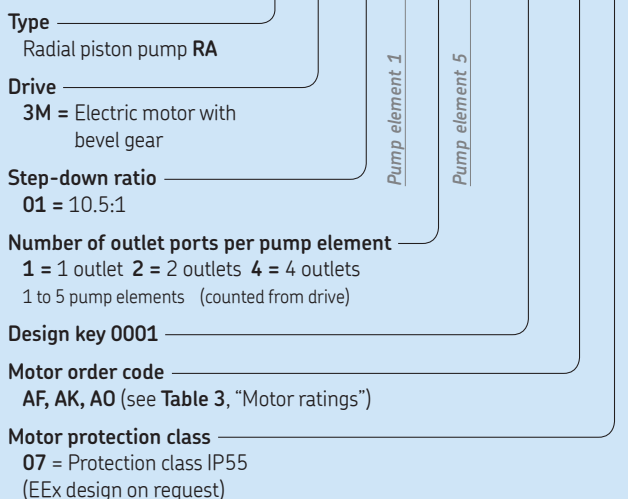 Type
Radial piston pump RA
Drive
3M = Electric motor with
bevel gear
Step-down ratio
01 = 10.5:1
Number of outlet ports per pump element
1 = 1 outlet 2 = 2 outlets 4 = 4 outlets
1 to 5 pump elements (counted from drive)
Design key 0001
Motor order code
AF, AK, AO (see Table 3, “Motor ratings”)
Motor protection class
07 = Protection class IP55
(EEx design on request)
Pump element 1
Pump element 5